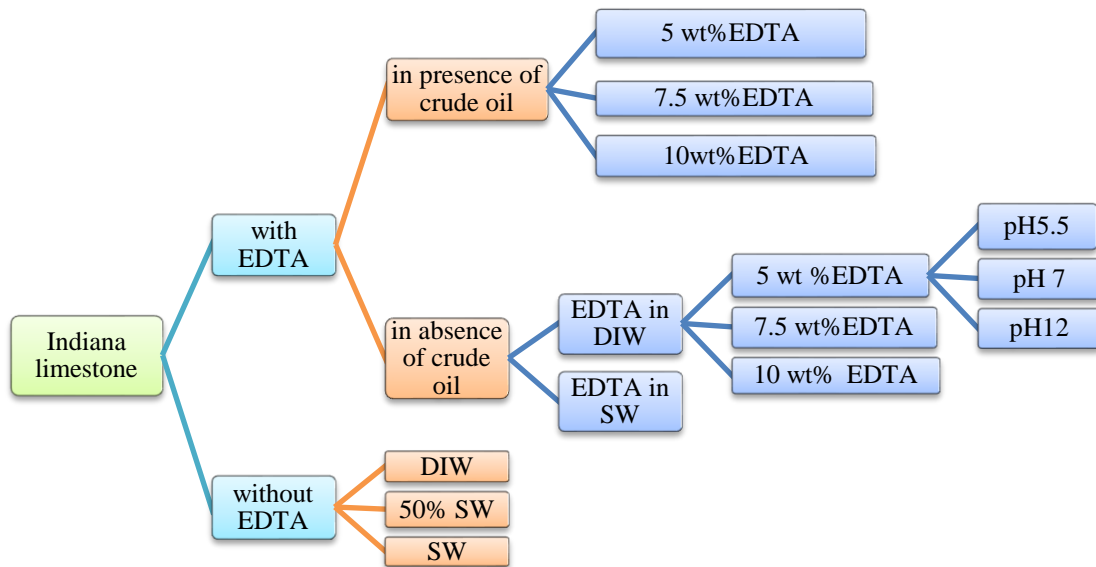 Indiana
limestone
with
EDTA
without
EDTA
in presence of
crude oil
in absence
of crude
oil
DIW
50% SW
SW
5 wt%EDTA
7.5 wt%EDTA
10wt%EDTA
EDTA in
DIW
EDTA in
SW
5 wt %EDTA
7.5 wt%EDTA
10 wt% EDTA
pH5.5
pH 7
pH12